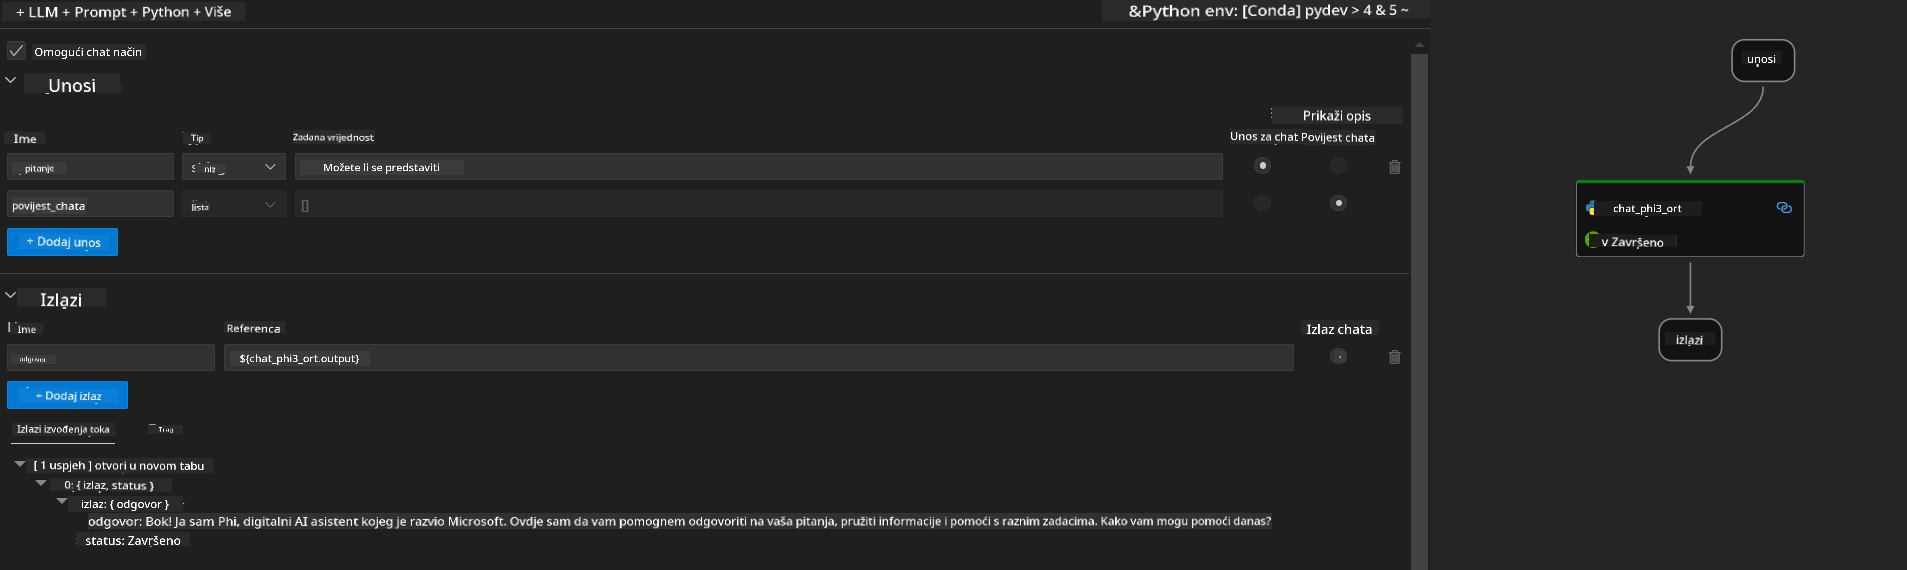 + LLM + Prompt + Python + Više
&Python env: [Conda] pydev > 4 & 5 ~
Omogući chat način
Unosi
Prikaži opis
Ime Tip Zadana vrijednost Unos za chat Povijest chata
pitanje Možete li se predstaviti
povijest_chata lista []
+ Dodaj unos
Izlazi
Ime Referenca Izlaz chata
odgovor ${chat_phi3_ort.output}
+ Dodaj izlaz
Izlazi izvođenja toka Trag
[ 1 uspjeh ] otvori u novom tabu
0: { izlaz, status }
izlaz: { odgovor }
odgovor: Bok! Ja sam Phi, digitalni AI asistent kojeg je razvio Microsoft. Ovdje sam da vam pomognem odgovoriti na vaša pitanja, pružiti informacije i pomoći s raznim zadacima. Kako vam mogu pomoći danas?
status: Završeno
unosi
chat_phi3_ort
v Završeno
izlazi